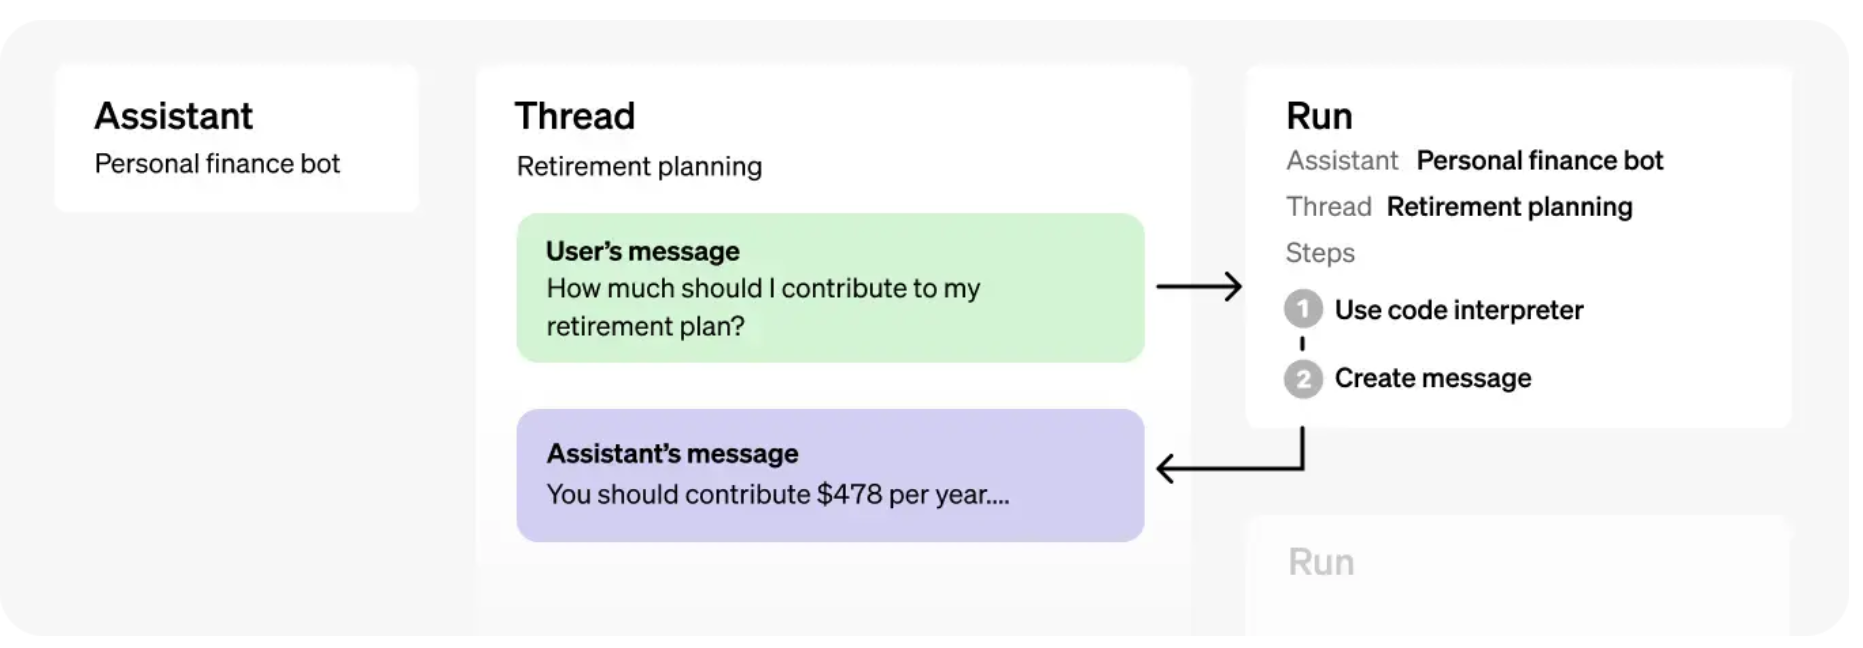 Assistant
Personal finance bot
Thread
Retirement planning
User’s message
How much should I contribute to my
retirement plan?
Assistant’s message
You should contribute $478 per year....
Run
Assistant Personal finance bot
Thread Retirement planning
Steps
1 Use code interpreter
2 Create message
Run